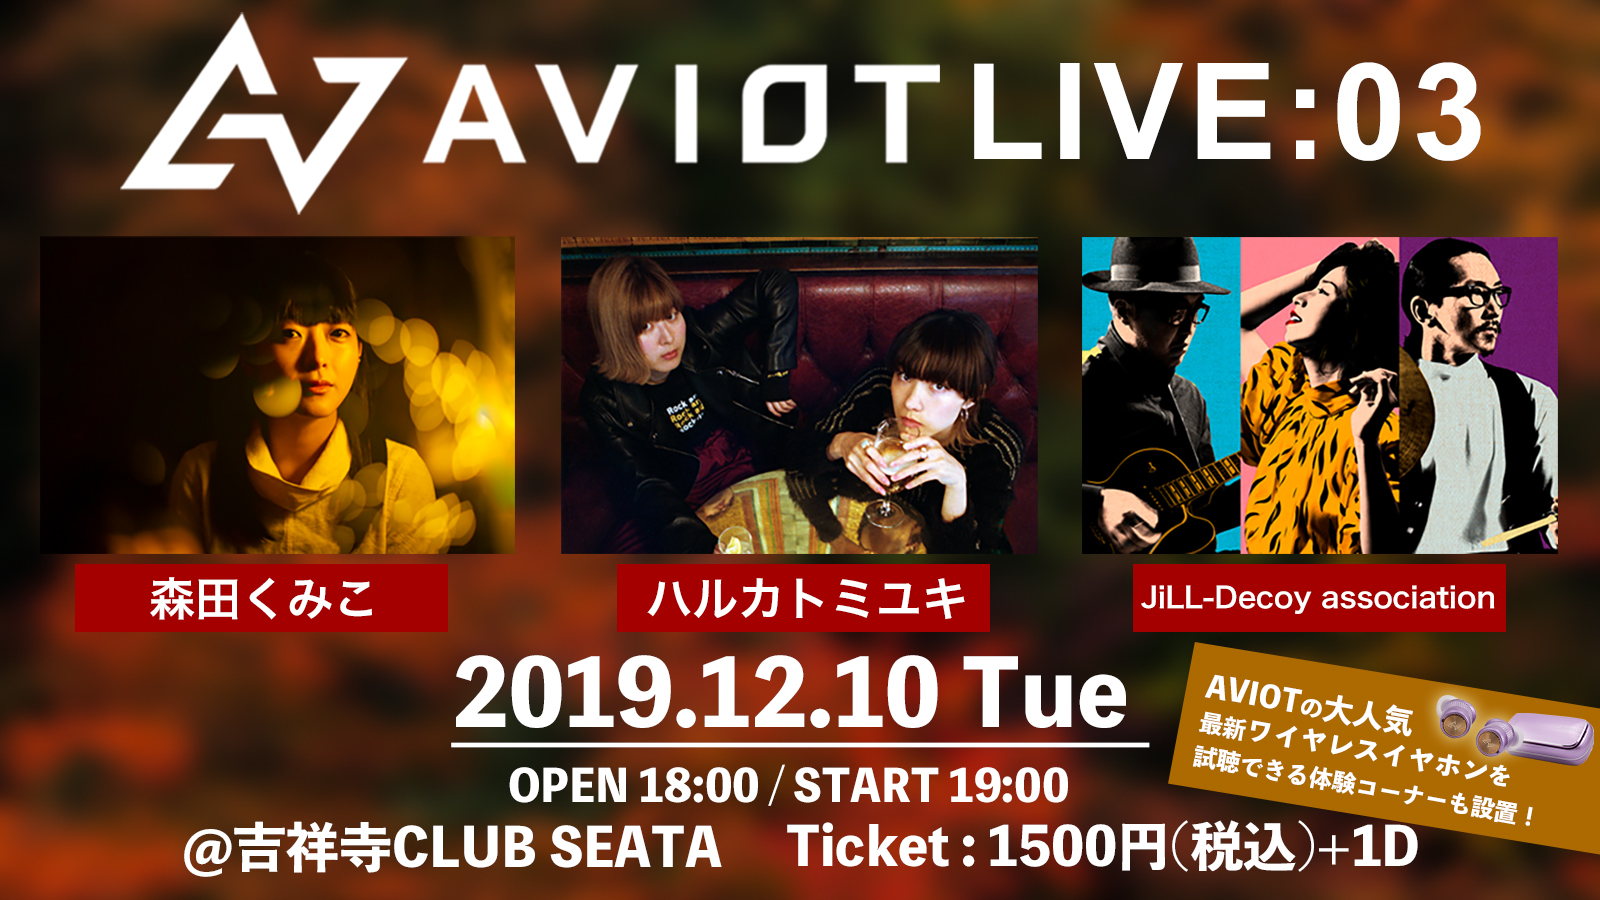 AVIOT LIVE:03
Rock an
Rock
森田くみこ
ハルカトミユキ
JiLL-Decoy association
2019.12.10 Tue
OPEN 18:00 / START 19:00
@吉祥寺CLUB SEATA
Ticket : 1500円（税込）+1D
AVIOTの大人気
最新ワイヤレスイヤホンを
試聴できる体験コーナーも設置！